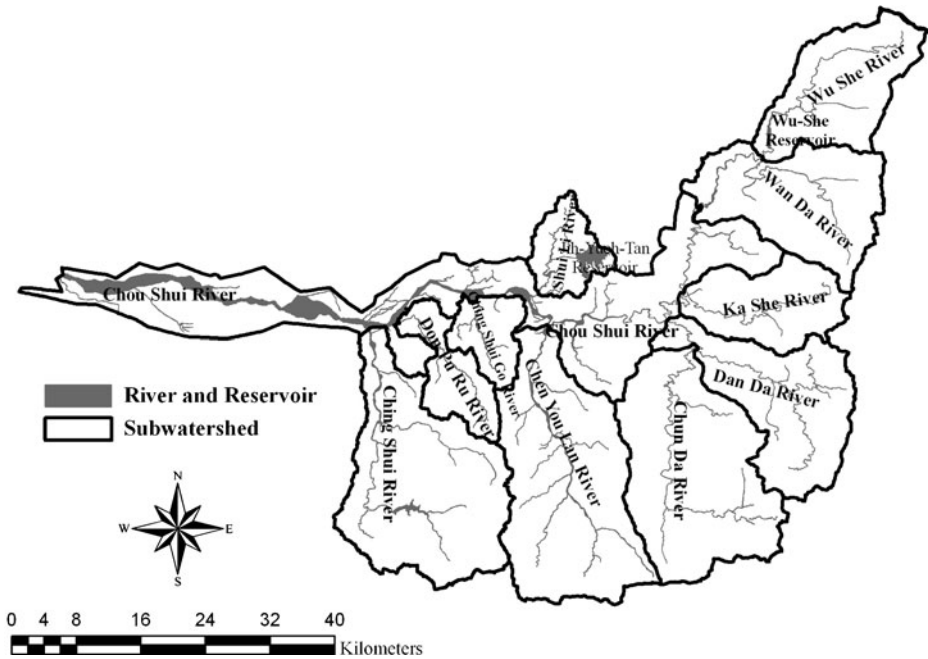 Wu She River
Wu-She
Reservoir
Wan Da River
Shui Li River
Jih-Yueh-Tan
Reservoir
Chou Shui River
Ka She River
Chou Shui River
Don Pu Ru River
Ching Shui Go River
Dan Da River
Ching Shui River
Chen You Lan River
Chun Da River
River and Reservoir
Subwatershed
N
W
E
S
0 4 8 16 24 32 40
Kilometers